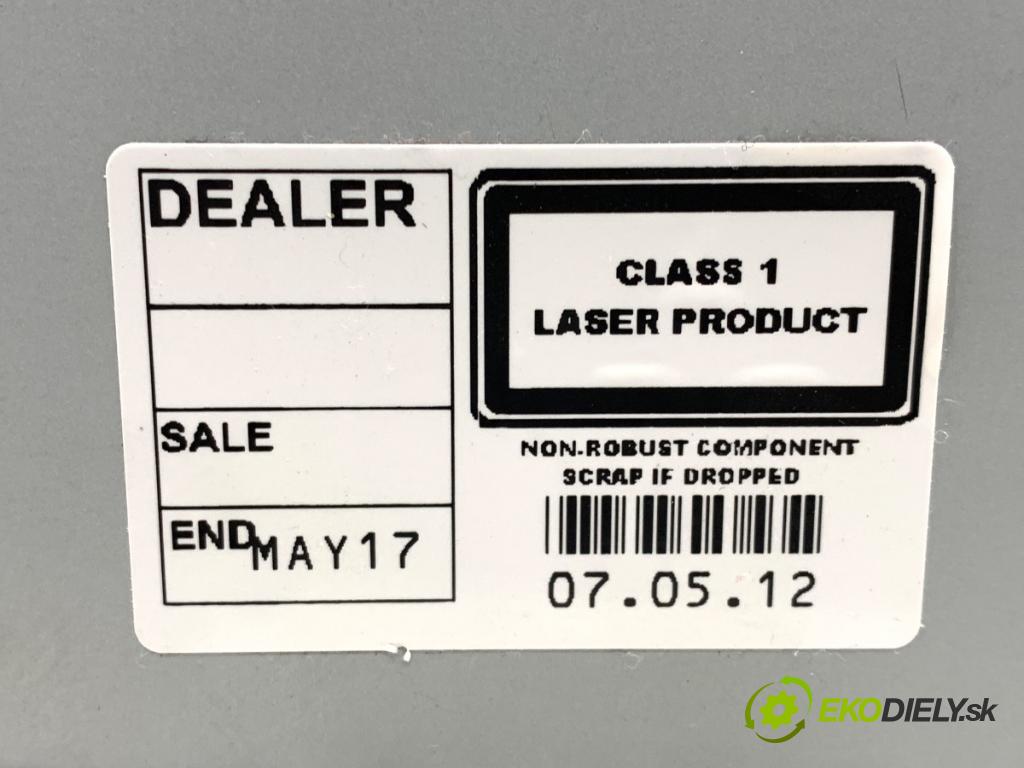 DEALER
SALE
END MAY17
CLASS 1
LASER PRODUCT
NON-ROBUST COMPONENT
SCRAP IF DROPPED
07.05.12
EKODIELY.sk